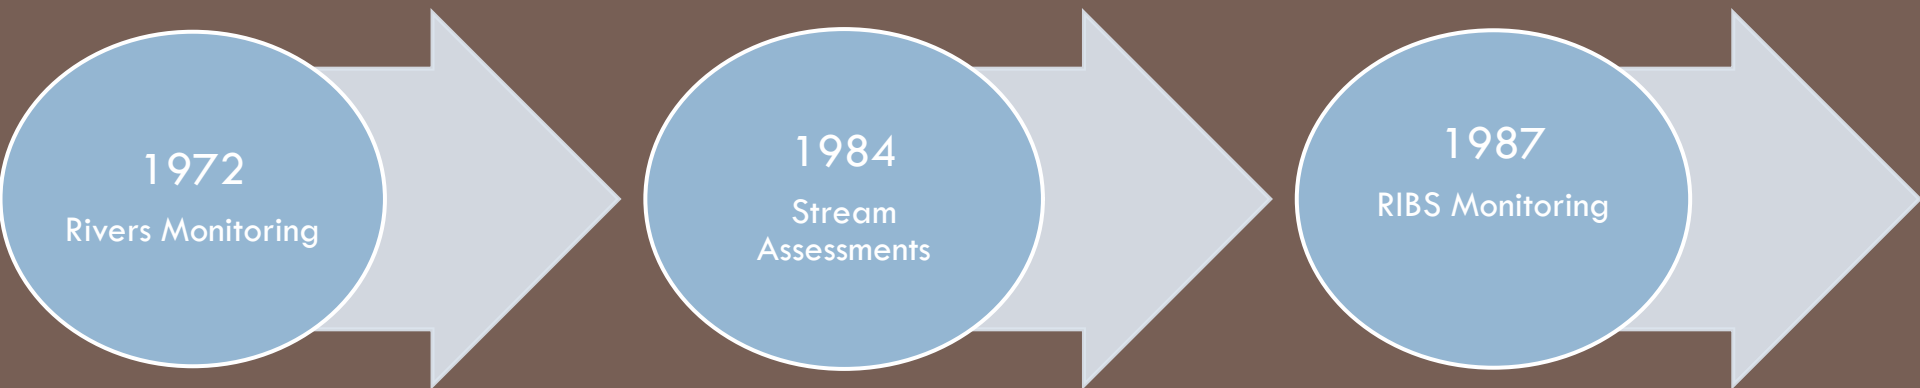 1972
Rivers Monitoring
1984
Stream
Assessments
1987
RIBS Monitoring